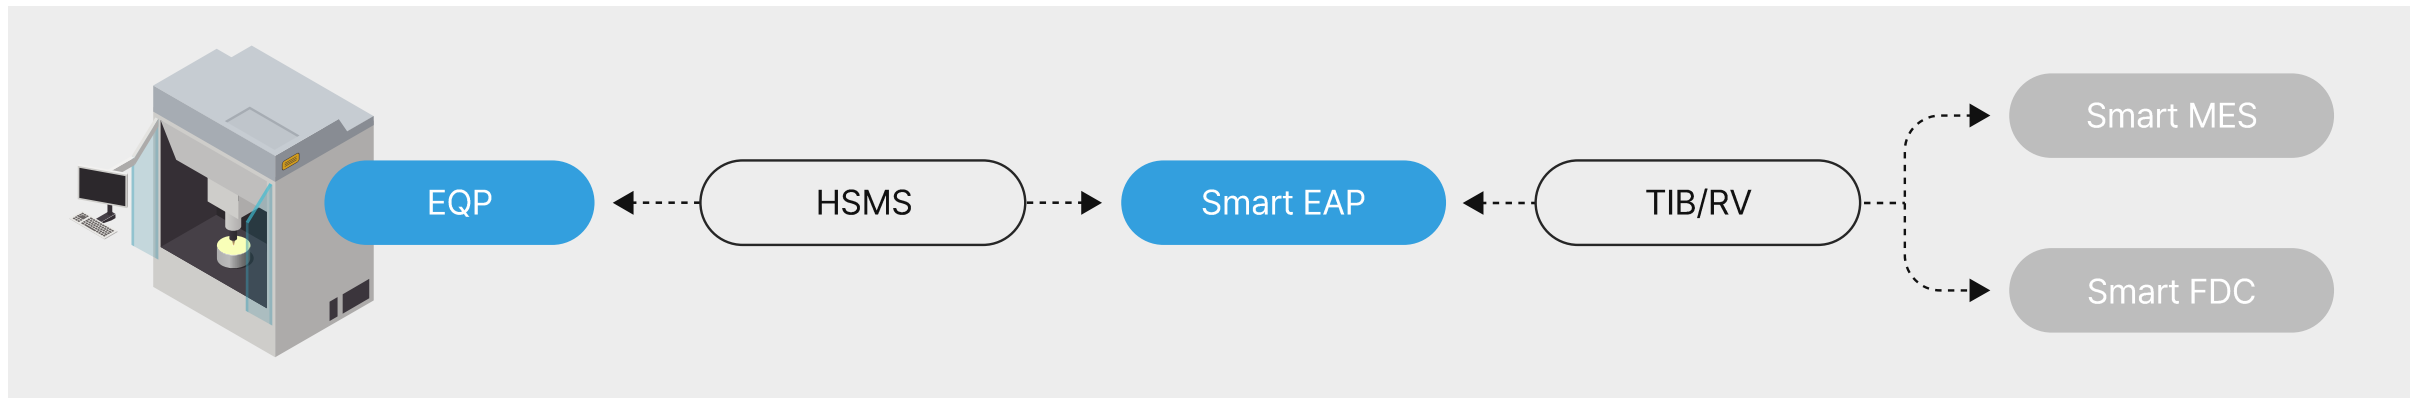 EQP
HSMS
Smart EAP
TIB/RV
Smart MES
Smart FDC